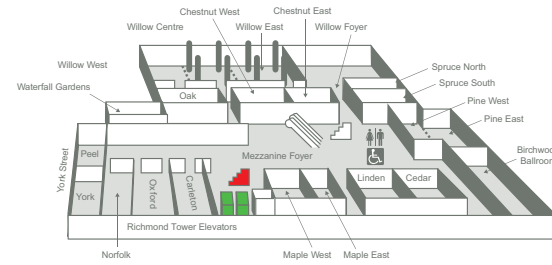 Chestnut West
Chestnut East
Willow Centre
Willow East
Willow Foyer
Willow West
Spruce North
Spruce South
Waterfall Gardens
Oak
Pine West
Pine East
York Street
Peel
Mezzanine Foyer
Birchwood
Ballroom
York
Oxford
Carleton
Linden
Cedar
Richmond Tower Elevators
Norfolk
Maple West
Maple East